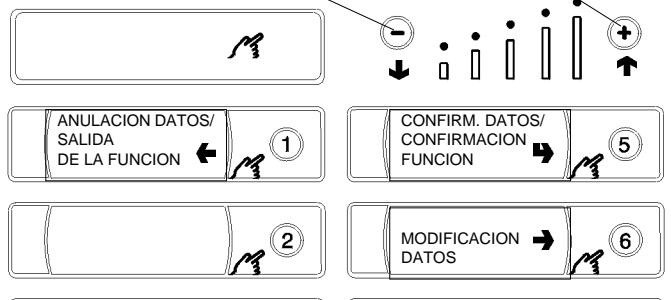 - +
ANULACION DATOS/
SALIDA
DE LA FUNCION
1
CONFIRM. DATOS/
CONFIRMACION
FUNCION
5
2
MODIFICACION
DATOS
6